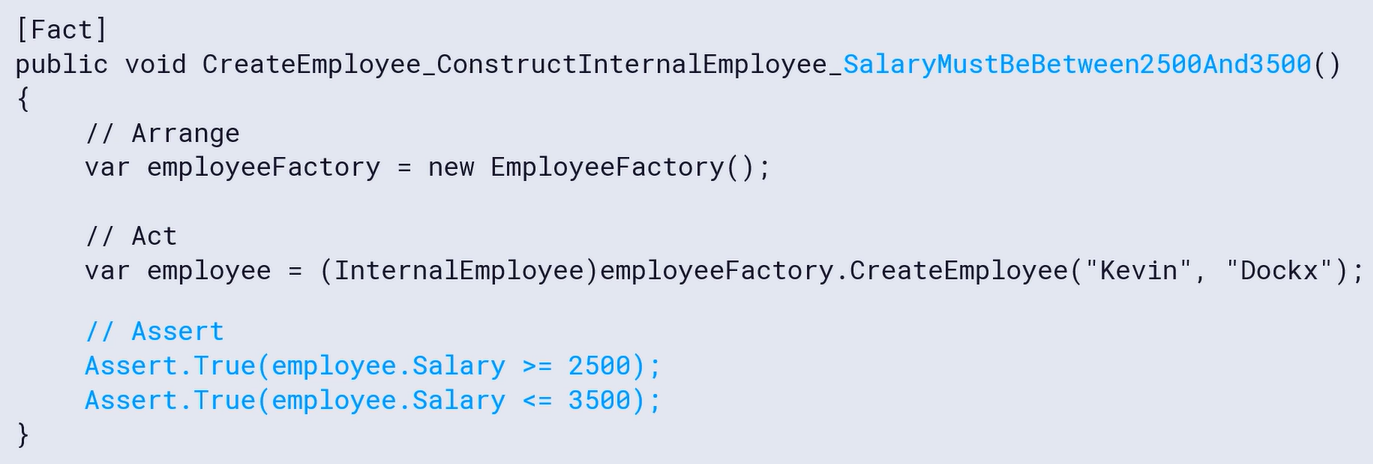 [Fact]
public void CreateEmployee_ConstructInternalEmployee_SalaryMustBeBetween2500And3500()
{
// Arrange
var employeeFactory = new EmployeeFactory();
// Act
var employee = (InternalEmployee)employeeFactory.CreateEmployee("Kevin", "Dockx");
// Assert
Assert.True(employee.Salary >= 2500);
Assert.True(employee.Salary <= 3500);
}